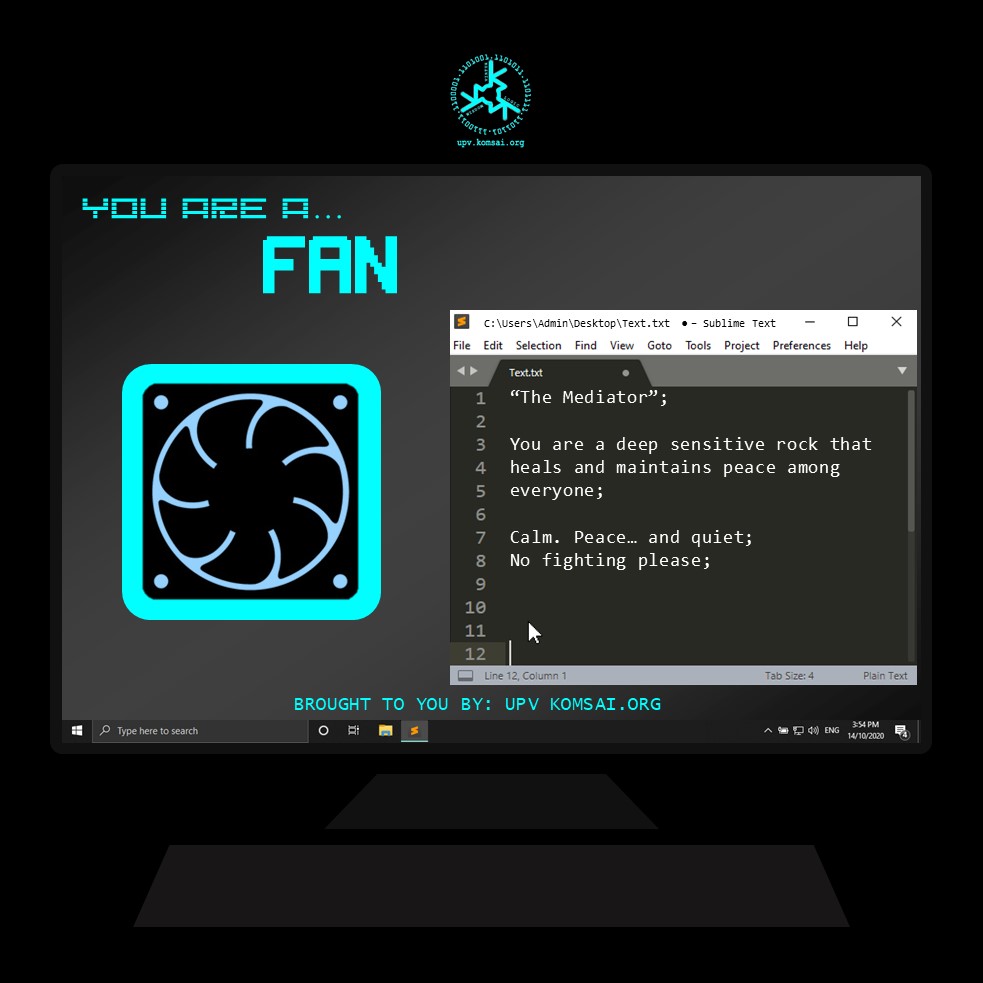 upv.komsai.org
YOU ARE A...
FAN
C:\Users\Admin\Desktop\Text.txt ● - Sublime Text
File Edit Selection Find View Goto Tools Project Preferences Help
Text.txt
1 “The Mediator”;
2
3 You are a deep sensitive rock that
4 heals and maintains peace among
5 everyone;
6
7 Calm. Peace… and quiet;
8 No fighting please;
9
10
11
12
Line 12, Column 1 Tab Size: 4 Plain Text
BROUGHT TO YOU BY: UPV KOMSAI.ORG
Type here to search ENG 3:54 PM
14/10/2020 4